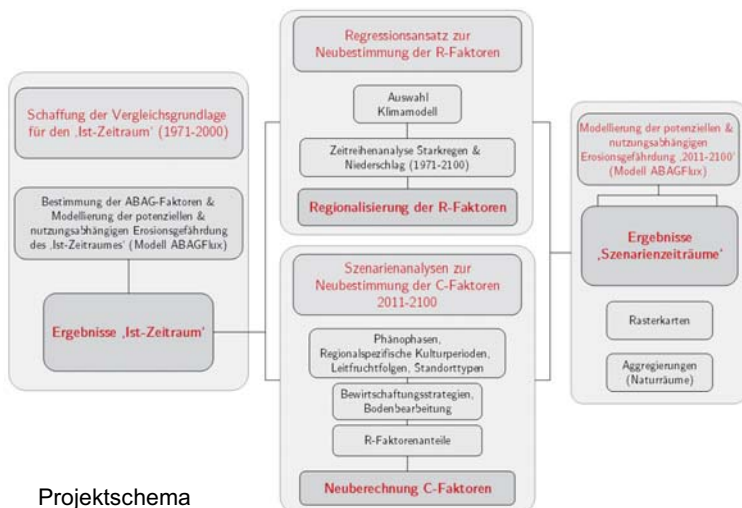 Schaffung der Vergleichsgrundlage
für den ‚Ist-Zeitraum‘ (1971-2000)
Bestimmung der ABAG-Faktoren &
Modellierung der potenziellen &
nutzungsabhängigen Erosionsgefährdung
des ‚Ist-Zeitraumes‘ (Modell ABAGFlux)
Ergebnisse ‚Ist-Zeitraum‘
Regressionsansatz zur
Neubestimmung der R-Faktoren
Auswahl
Klimamodell
Zeitreihenanalyse Starkregen &
Niederschlag (1971-2100)
Regionalisierung der R-Faktoren
Szenarienanalysen zur
Neubestimmung der C-Faktoren
2011-2100
Phänophasen,
Regionalspezifische Kulturperioden,
Leitfruchtfolgen, Standorttypen
Bewirtschaftungsstrategien,
Bodenbearbeitung
R-Faktorenanteile
Neuberechnung C-Faktoren
Modellierung der potenziellen &
nutzungsabhängigen
Erosionsgefährdung ‚2011-2100‘
(Modell ABAGFlux)
Ergebnisse
‚Szenarienzeiträume‘
Rasterkarten
Aggregierungen
(Naturräume)
Projektschema